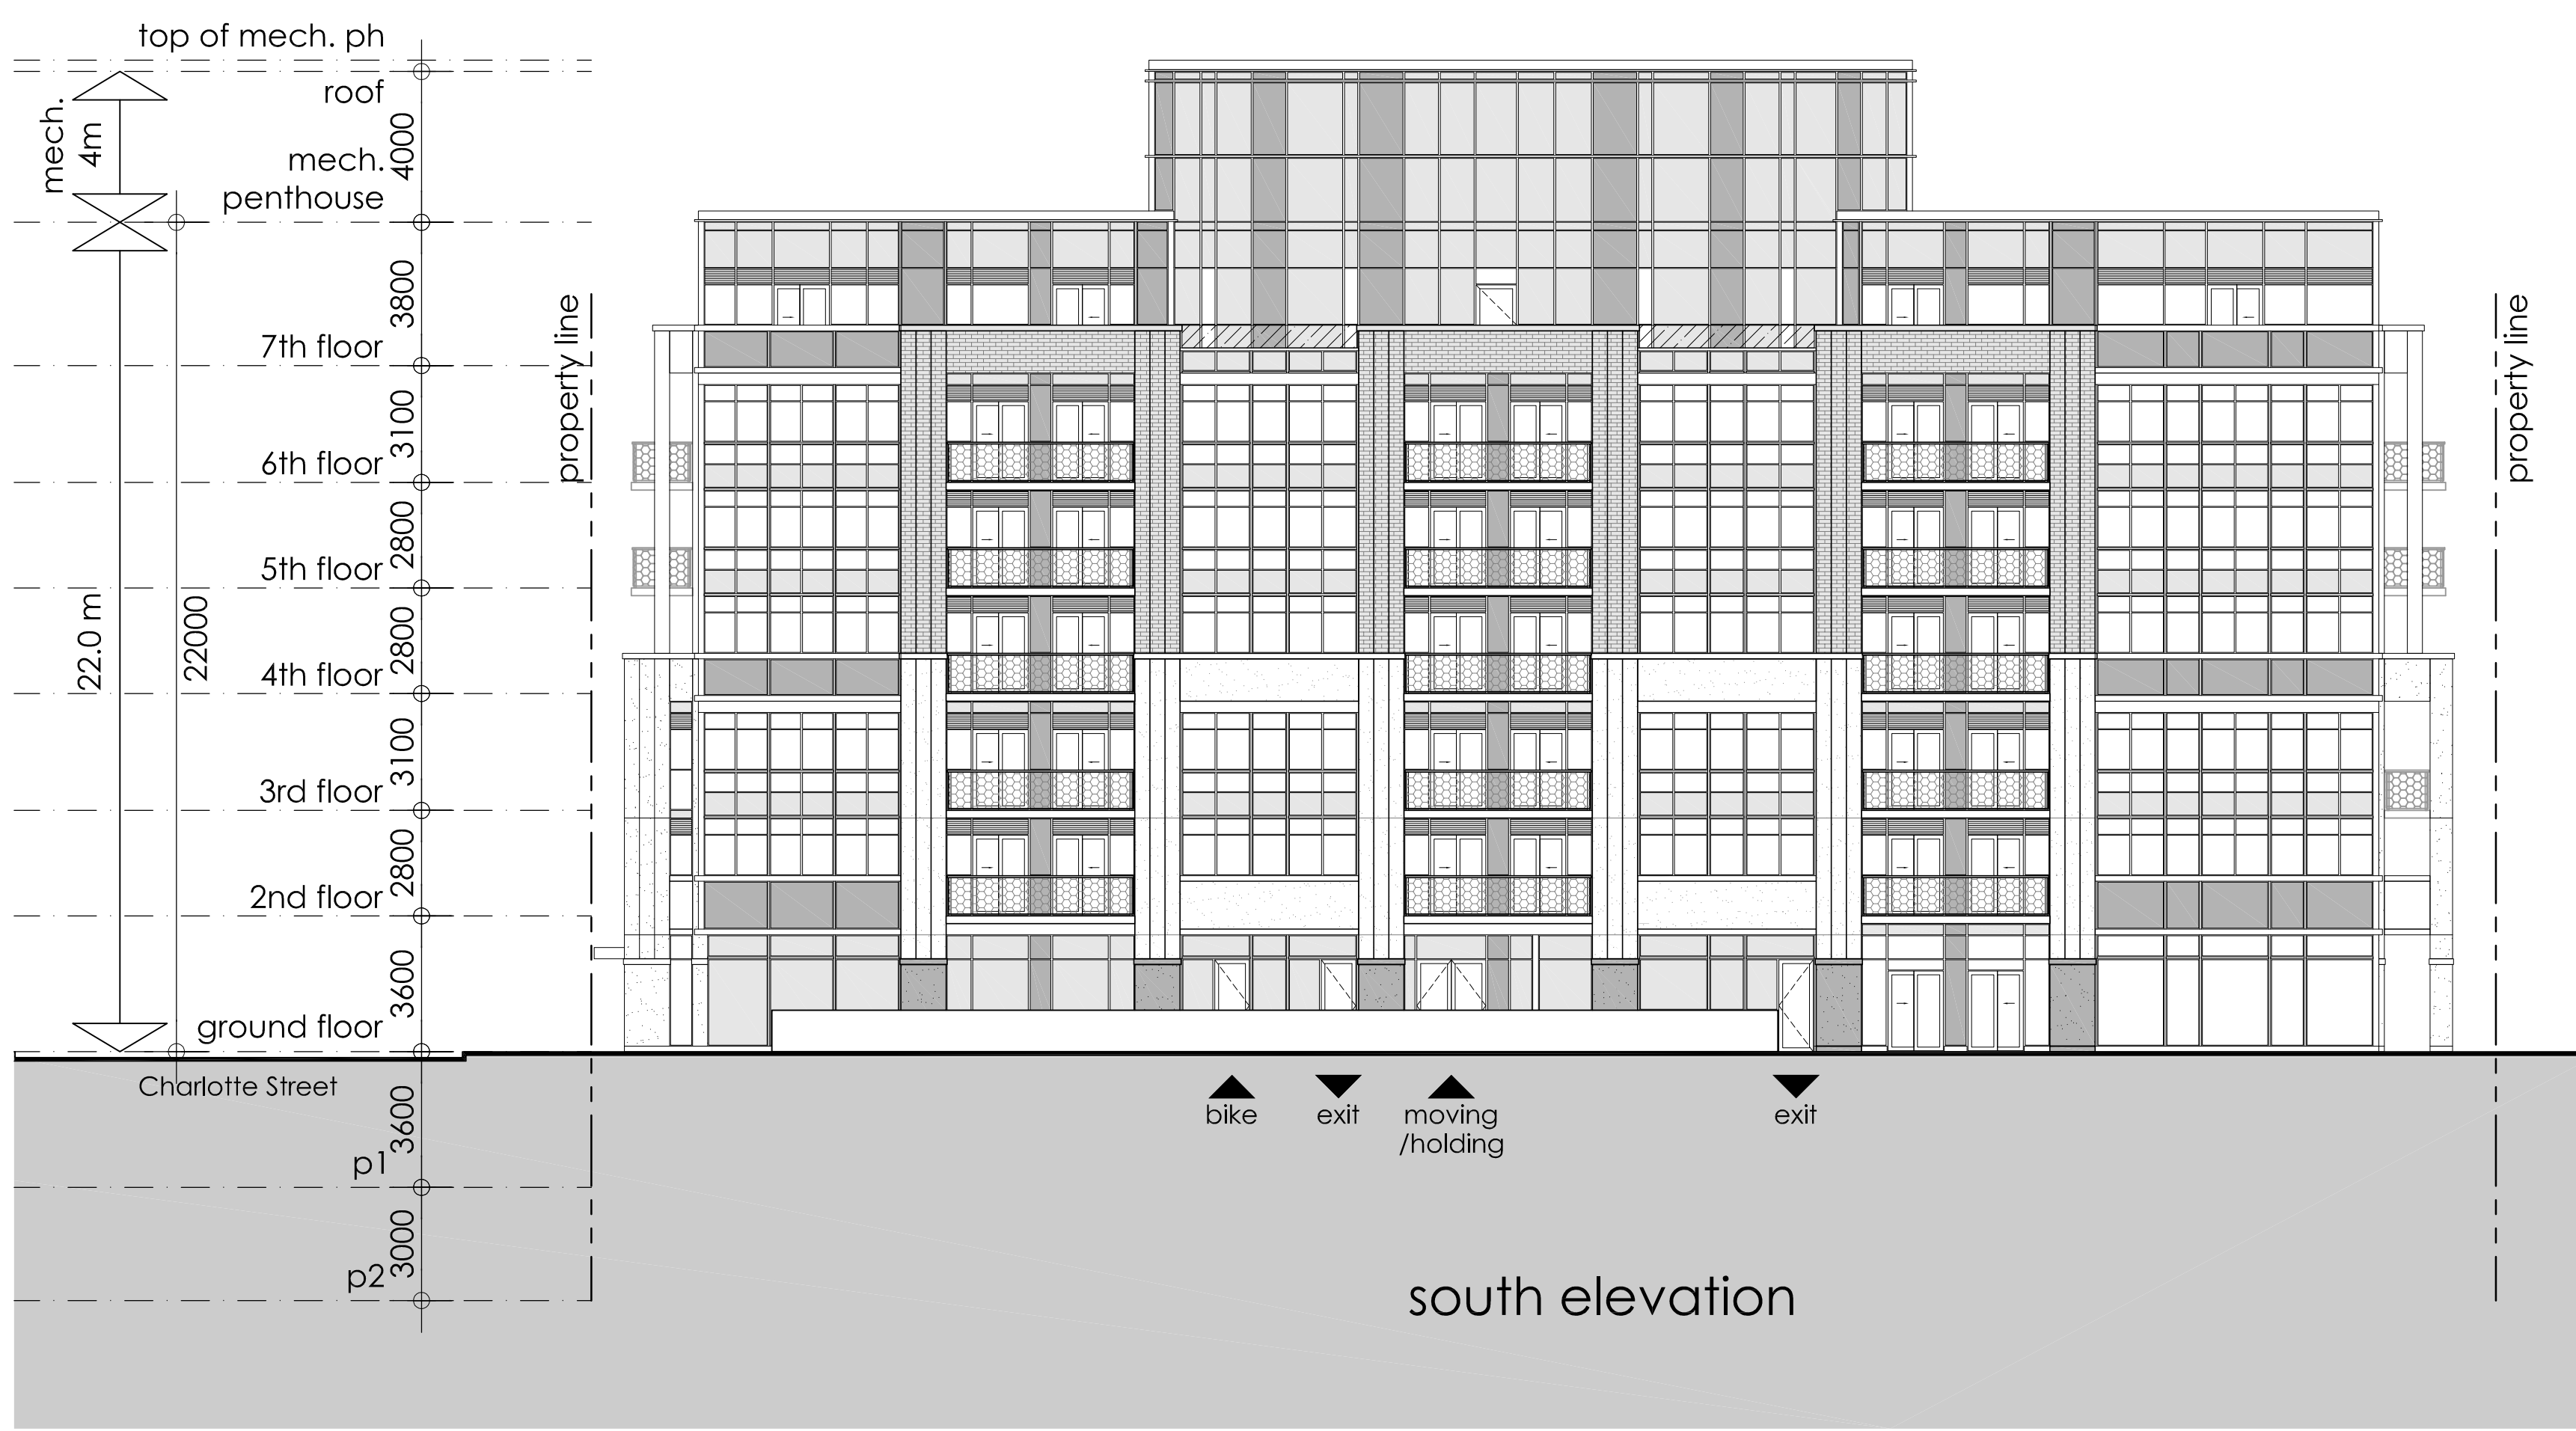 top of mech. ph
roof
mech.
4m
4000
mech.
penthouse
3800
7th floor
3100
6th floor
2800
5th floor
2800
4th floor
3100
3rd floor
2800
2nd floor
3600
ground floor
22.0 m
22000
property line
property line
Charlotte Street
3600
p1
3000
p2
bike
exit
moving
/holding
exit
south elevation